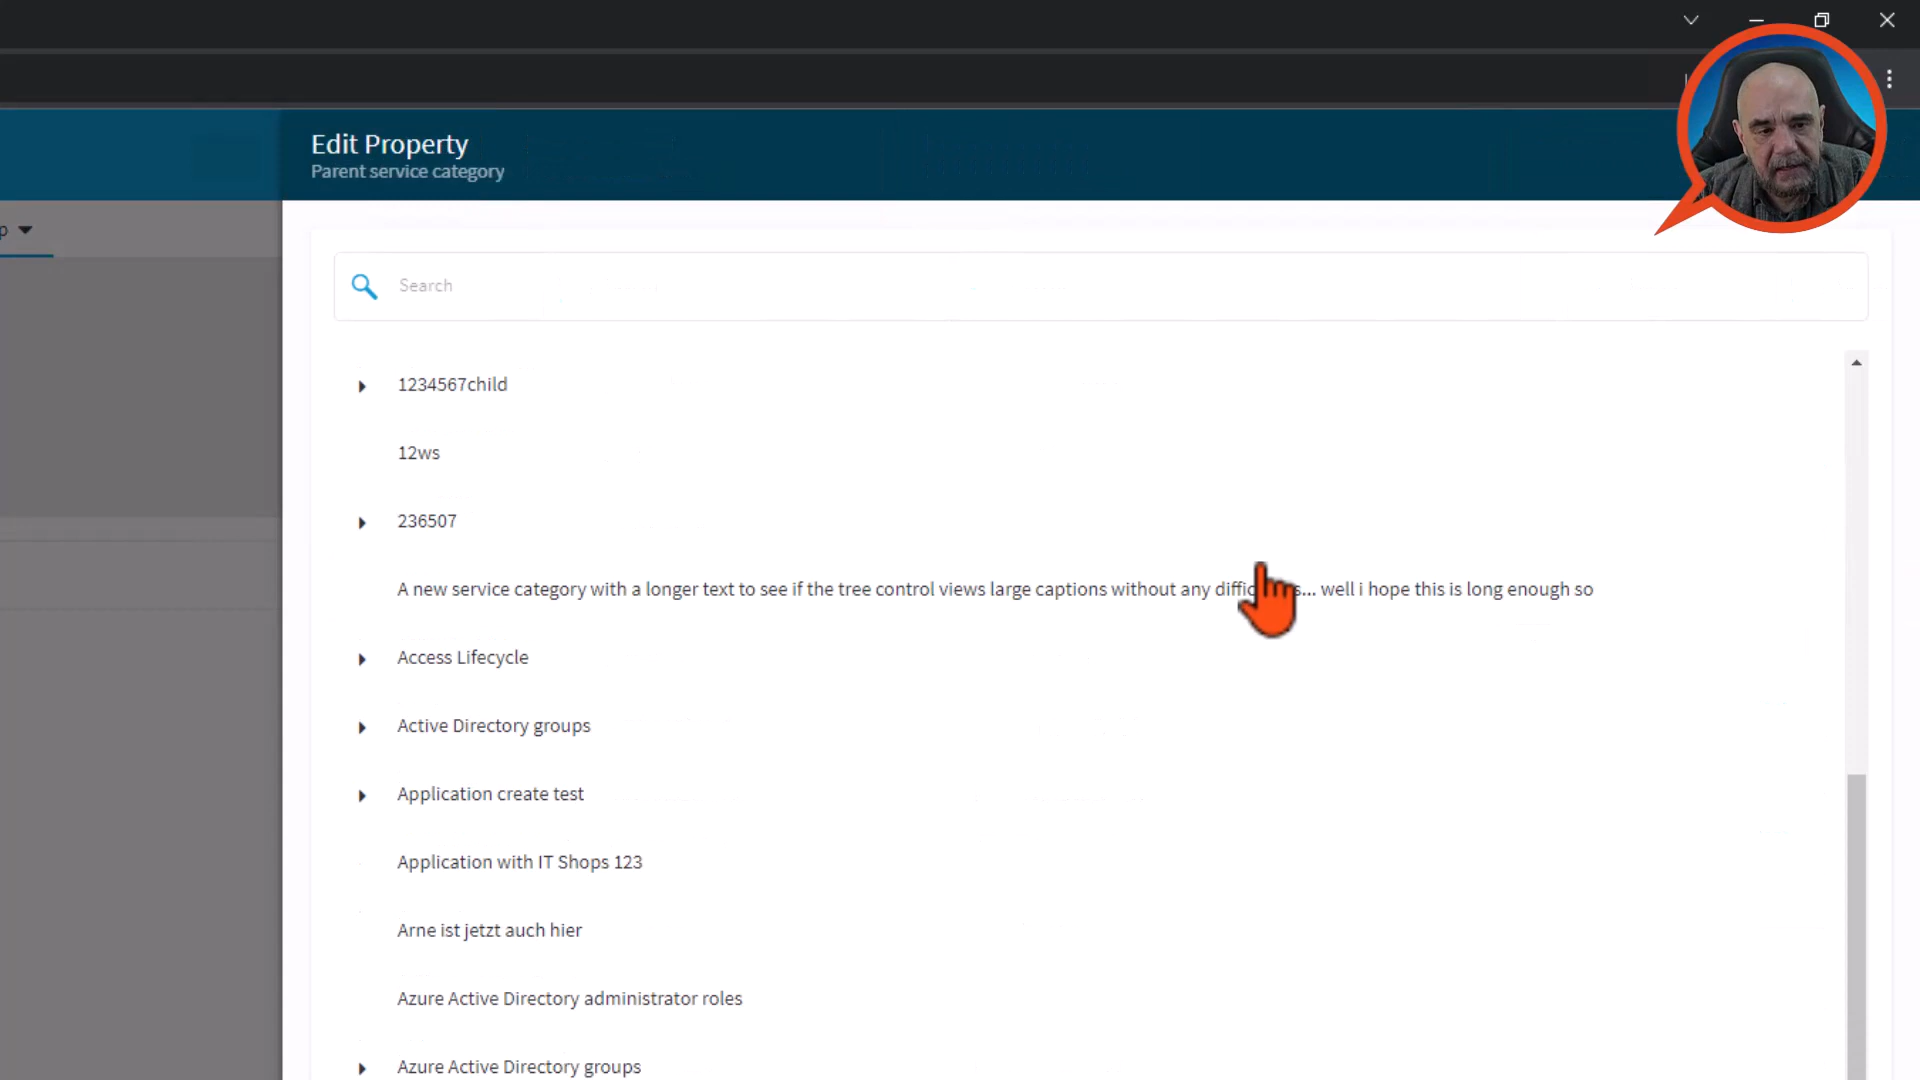 Edit Property
Parent service category
p
Search
1234567child
12ws
236507
A new service category with a longer text to see if the tree control views large captions without any ... well i hope this is long enough so
Access Lifecycle
Active Directory groups
Application create test
Application with IT Shops 123
Arne ist jetzt auch hier
Azure Active Directory administrator roles
Azure Active Directory groups